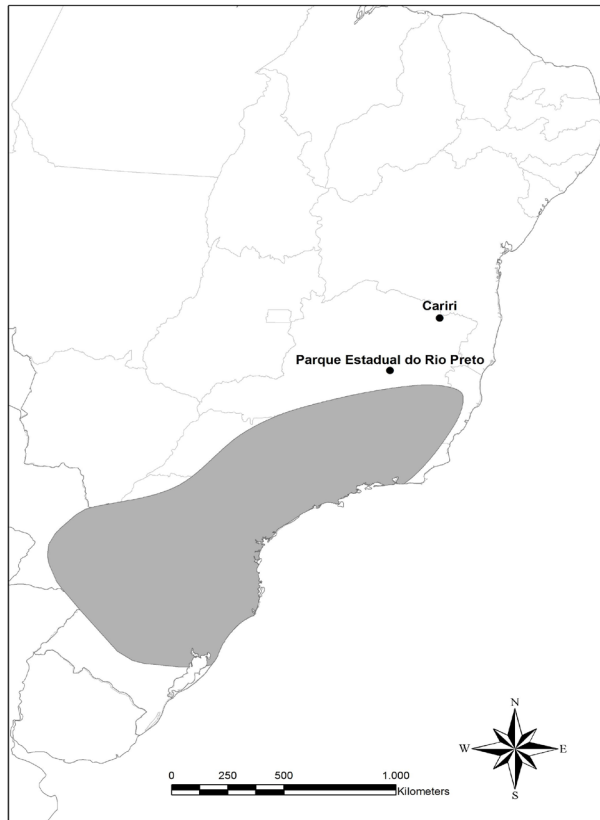 Cariri
Parque Estadual do Rio Preto
N
W E
S
0 250 500 1.000
Kilometers